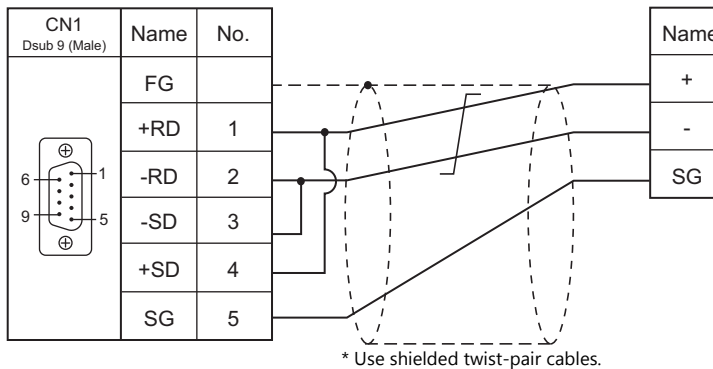 CN1
Dsub 9 (Male)
Name
No.
Name
FG
+
+RD
1
-
-RD
2
SG
-SD
3
+SD
4
SG
5
6
1
9
5
* Use shielded twist-pair cables.